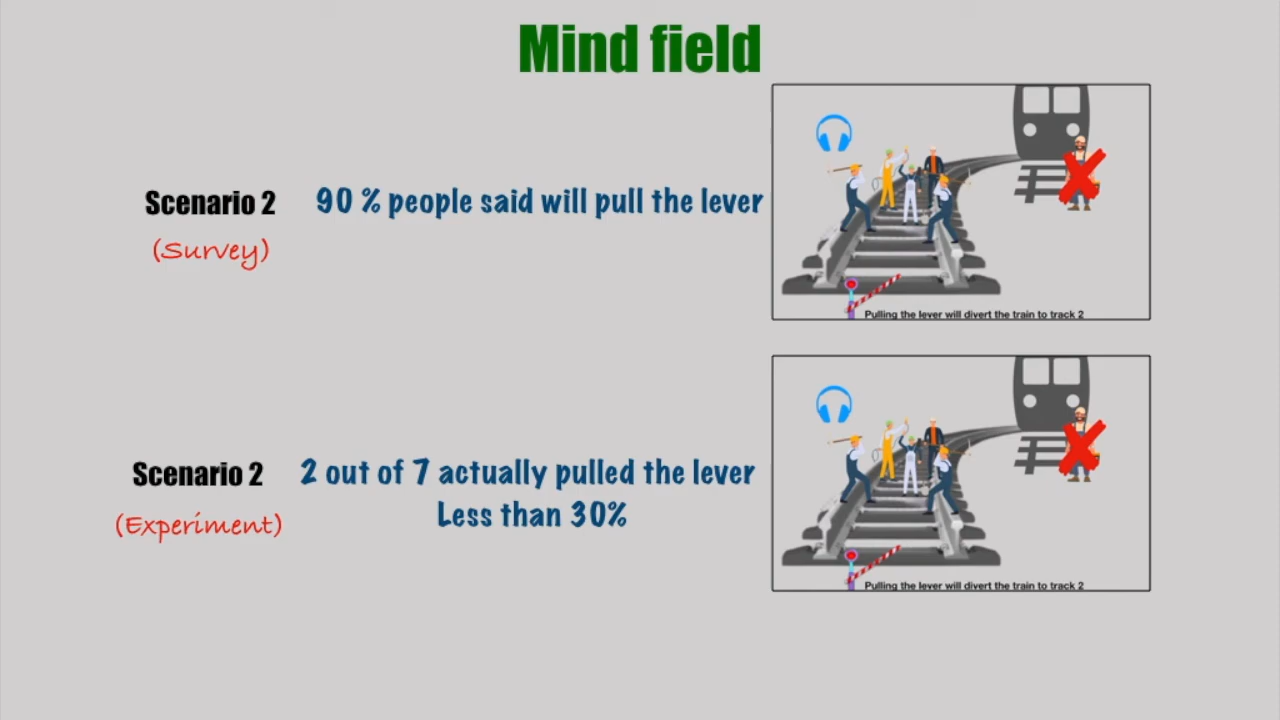 Mind field
Scenario 2
90 % people said will pull the lever
(Survey)
Pulling the lever will divert the train to track 2
Scenario 2
2 out of 7 actually pulled the lever
Less than 30%
(Experiment)
Pulling the lever will divert the train to track 2